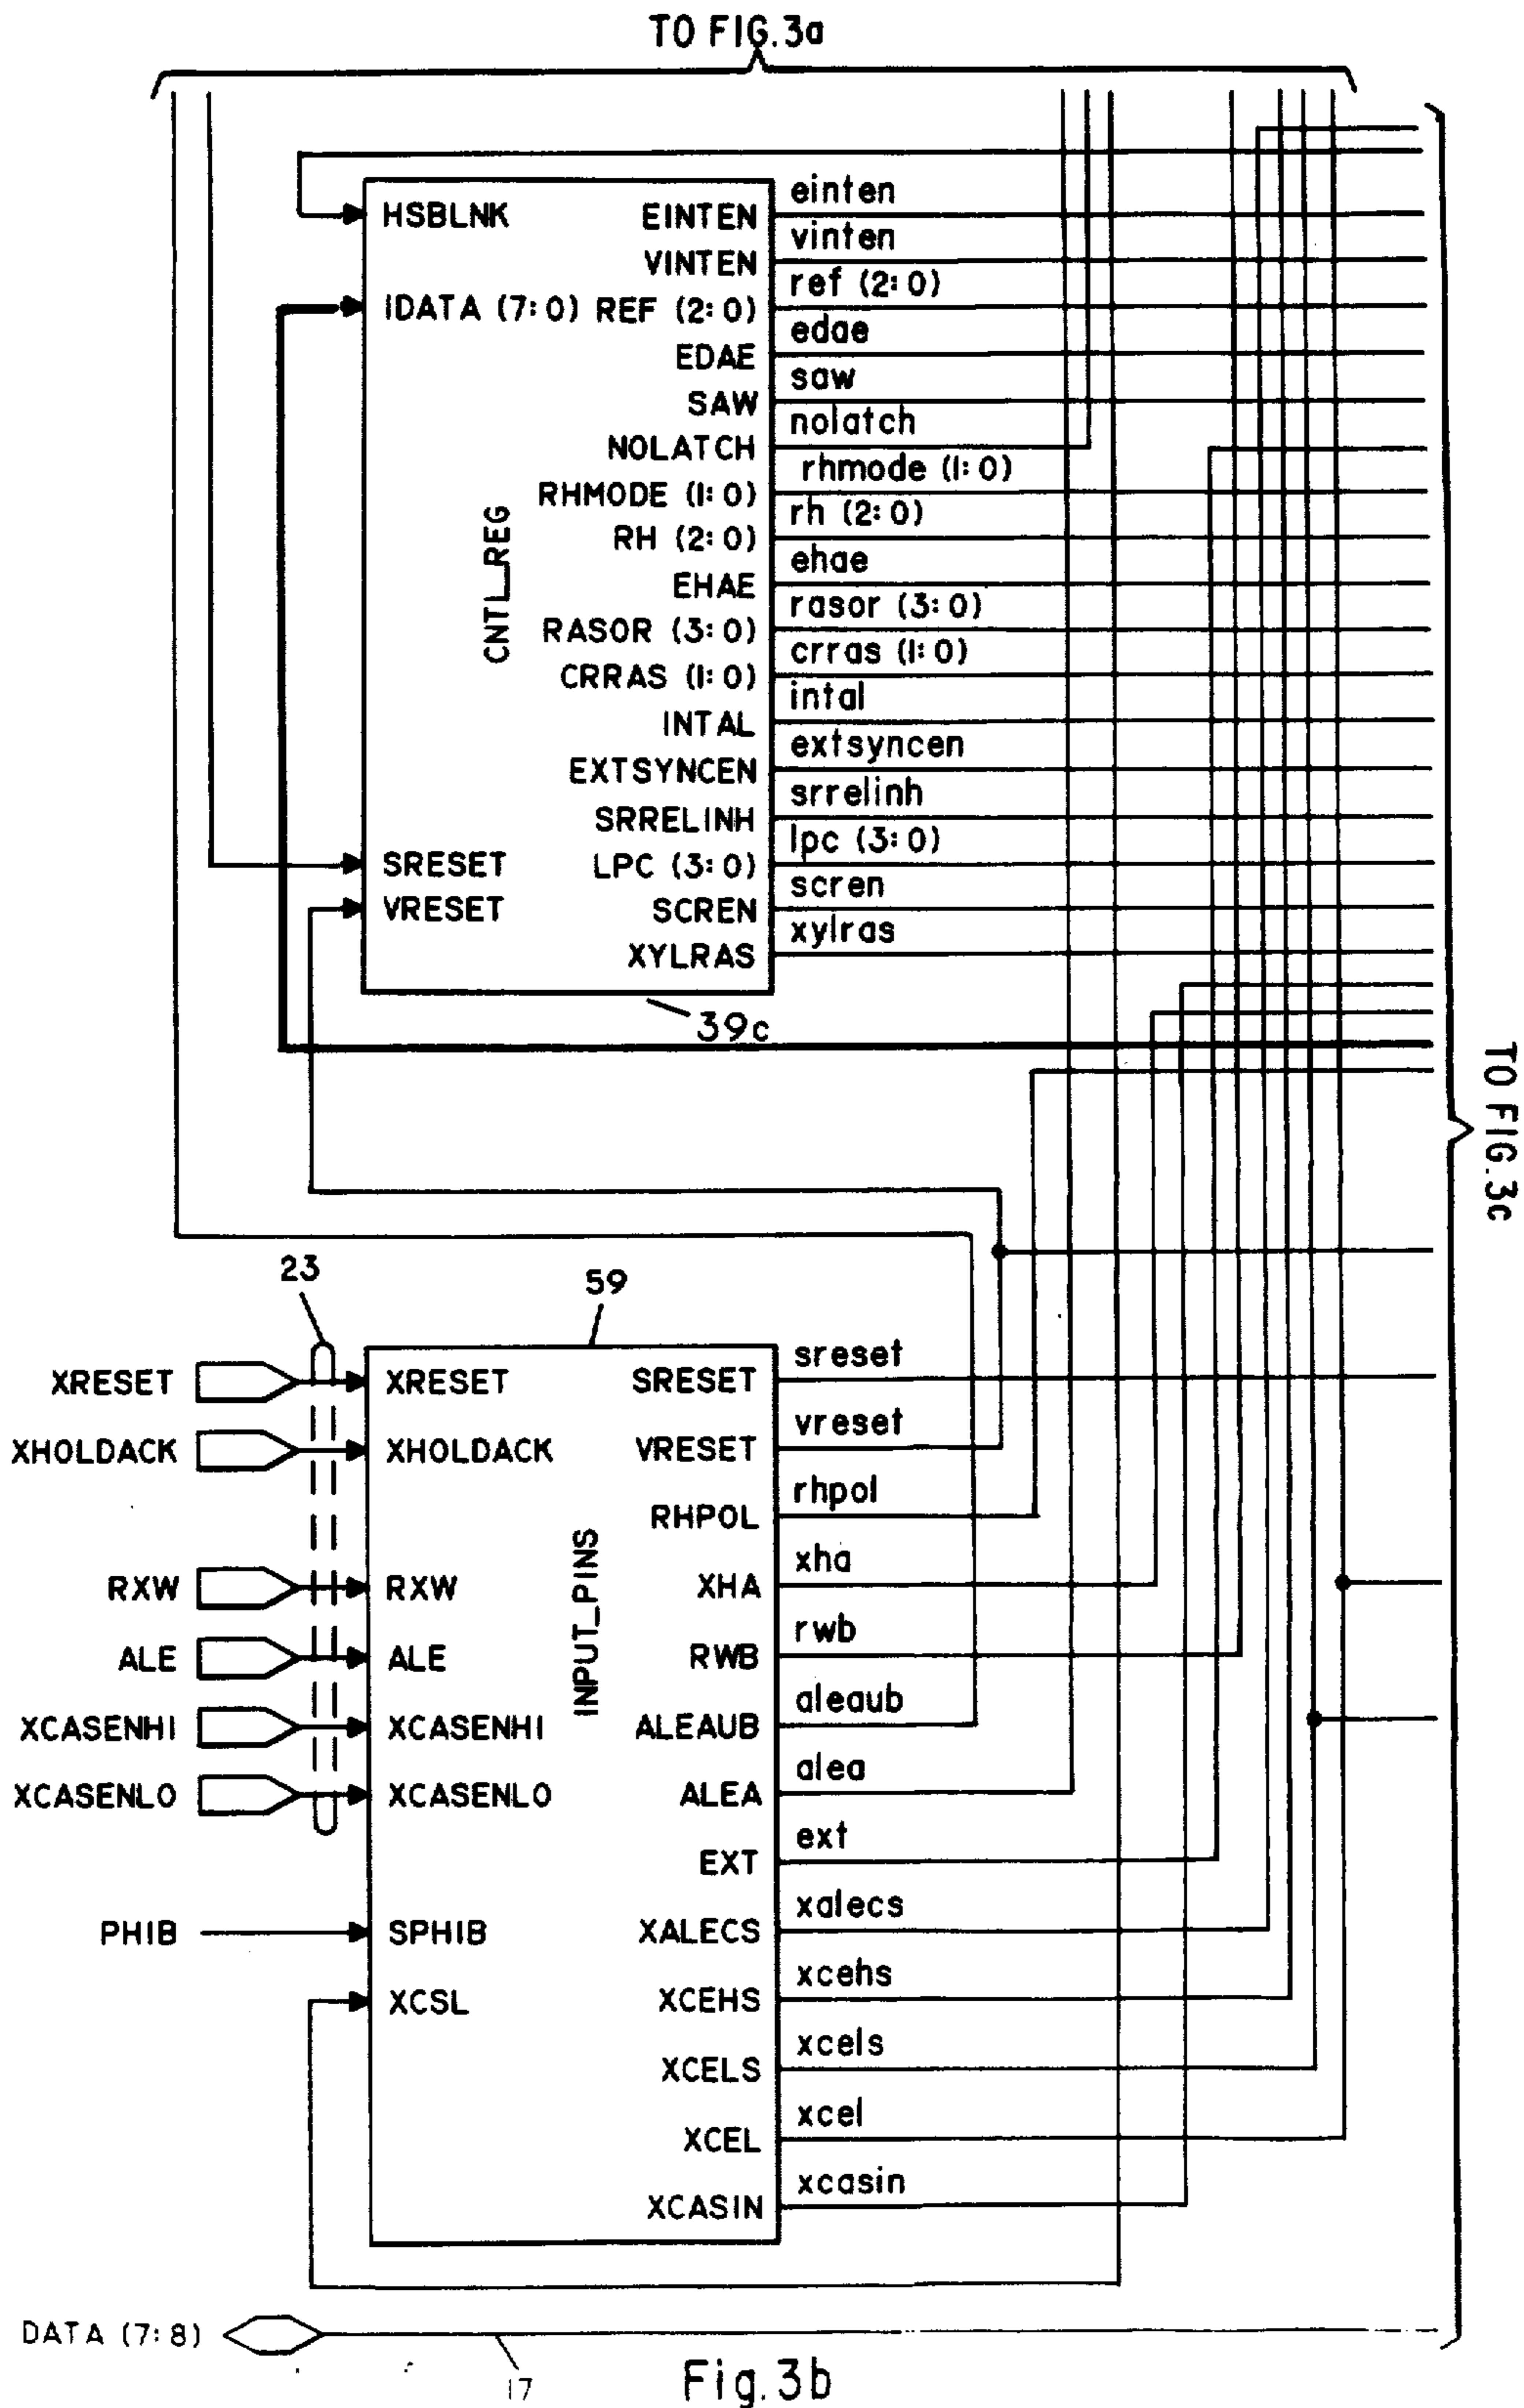 TO FIG.3a
einten
HSBLNK EINTEN
vinten
VINTEN
ref (2:0)
IDATA (7:0) REF (2:0)
edae
EDAE
saw
SAW
nolatch
NOLATCH
rhmode (1:0)
RHMODE (1:0)
rh (2:0)
RH (2:0)
ehae
EHAE
rasor (3:0)
RASOR (3:0)
crras (1:0)
CRRAS (1:0)
intal
INTAL
extsyncen
EXTSYNCEN
srrelinh
SRRELINH
lpc (3:0)
SRESET LPC (3:0)
scren
VRESET SCREN
xylras
XYLRAS
CNTL_REG
39c
TO FIG.3c
23
59
sreset
XRESET XRESET SRESET
vreset
XHOLDACK XHOLDACK VRESET
rhpol
RHPOL
xha
RXW RXW XHA
rwb
ALE ALE RWB
INPUT_PINS
aleaub
XCASENHI XCASENHI ALEAUB
alea
XCASENLO XCASENLO ALEA
ext
EXT
xalecs
PHIB SPHIB XALECS
xcehs
XCSL XCEHS
xcels
XCELS
xcel
XCEL
xcasin
XCASIN
DATA (7:8)
17
Fig.3b